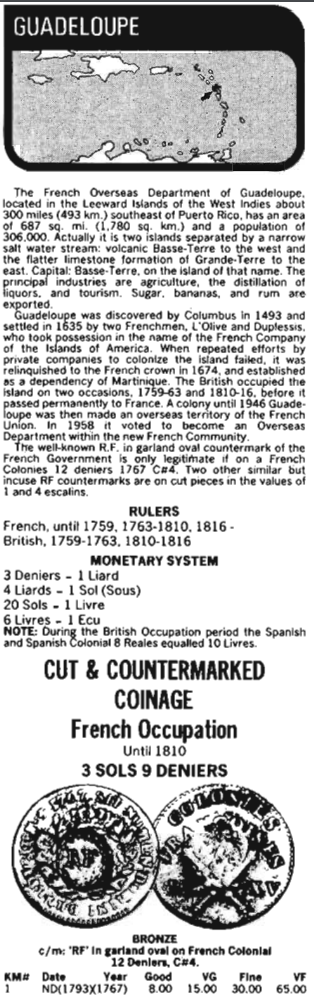 GUADELOUPE
The French Overseas Department of Guadeloupe,
located in the Leeward Islands of the West Indies about
300 miles (493 km.) southeast of Puerto Rico, has an area
of 687 sq. mi. (1,780 sq. km.) and a population of
306,000. Actually it is two islands separated by a narrow
salt water stream: volcanic Basse-Terre to the west and
the flatter limestone formation of Grande-Terre to the
east. Capital: Basse-Terre, on the island of that name. The
principal industries are agriculture, the distillation of
liquors, and tourism. Sugar, bananas, and rum are
exported.
Guadeloupe was discovered by Columbus in 1493 and
settled in 1635 by two Frenchmen, L'Olive and Duplessis,
who took possession in the name of the French Company
of the Islands of America. When repeated efforts by
private companies to colonize the island failed, it was
relinquished to the French crown in 1674, and established
as a dependency of Martinique. The British occupied the
island on two occasions, 1759-63 and 1810-16, before it
passed permanently to France. A colony until 1946 Guade-
loupe was then made an overseas territory of the French
Union. In 1958 it voted to become an Overseas
Department within the new French Community.
The well-known R.F. in garland oval countermark of the
French Government is only legitimate if on a French
Colonies 12 deniers 1767 C#4. Two other similar but
incuse RF countermarks are on cut pieces in the values of
1 and 4 escalins.
RULERS
French, until 1759, 1763-1810, 1816 -
British, 1759-1763, 1810-1816
MONETARY SYSTEM
3 Deniers - 1 Liard
4 Liards - 1 Sol (Sous)
20 Sols - 1 Livre
6 Livres - 1 Ecu
NOTE: During the British Occupation period the Spanish
and Spanish Colonial 8 Reales equalled 10 Livres.
CUT & COUNTERMARKED
COINAGE
French Occupation
Until 1810
3 SOLS 9 DENIERS
RF
COLONIES
BRONZE
c/m: 'RF' in garland oval on French Colonial
12 Deniers, C#4.
KM# Date Year Good VG Fine VF
1 ND(1793)(1767) 8.00 15.00 30.00 65.00